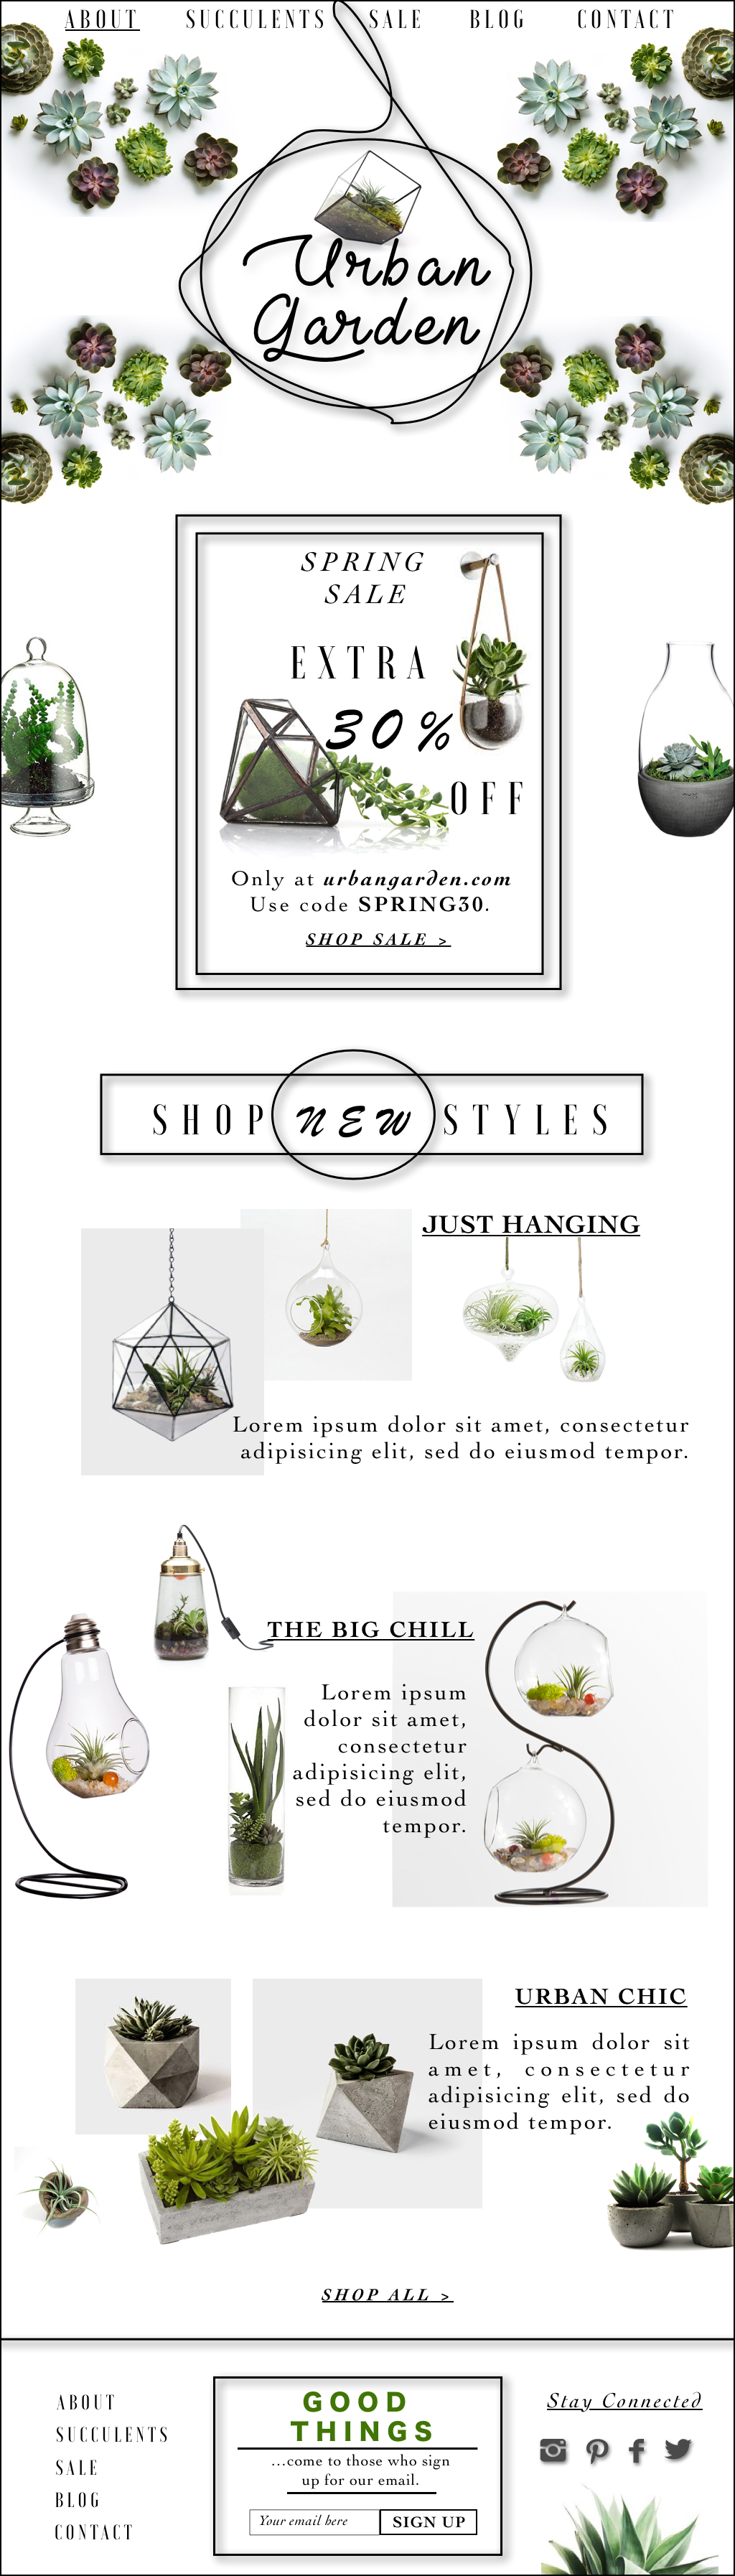 ABOUT SUCCULENTS SALE BLOG CONTACT
Urban
Garden
SPRING
SALE
EXTRA
30%
OFF
Only at urbangarden.com
Use code SPRING30.
SHOP SALE >
SHOP NEW STYLES
JUST HANGING
Lorem ipsum dolor sit amet, consectetur
adipisicing elit, sed do eiusmod tempor.
THE BIG CHILL
Lorem ipsum
dolor sit amet,
consectetur
adipisicing elit,
sed do eiusmod
tempor.
URBAN CHIC
Lorem ipsum dolor sit
amet, consectetur
adipisicing elit, sed do
eiusmod tempor.
SHOP ALL >
ABOUT
SUCCULENTS
SALE
BLOG
CONTACT
GOOD
THINGS
...come to those who sign
up for our email.
Your email here
SIGN UP
Stay Connected